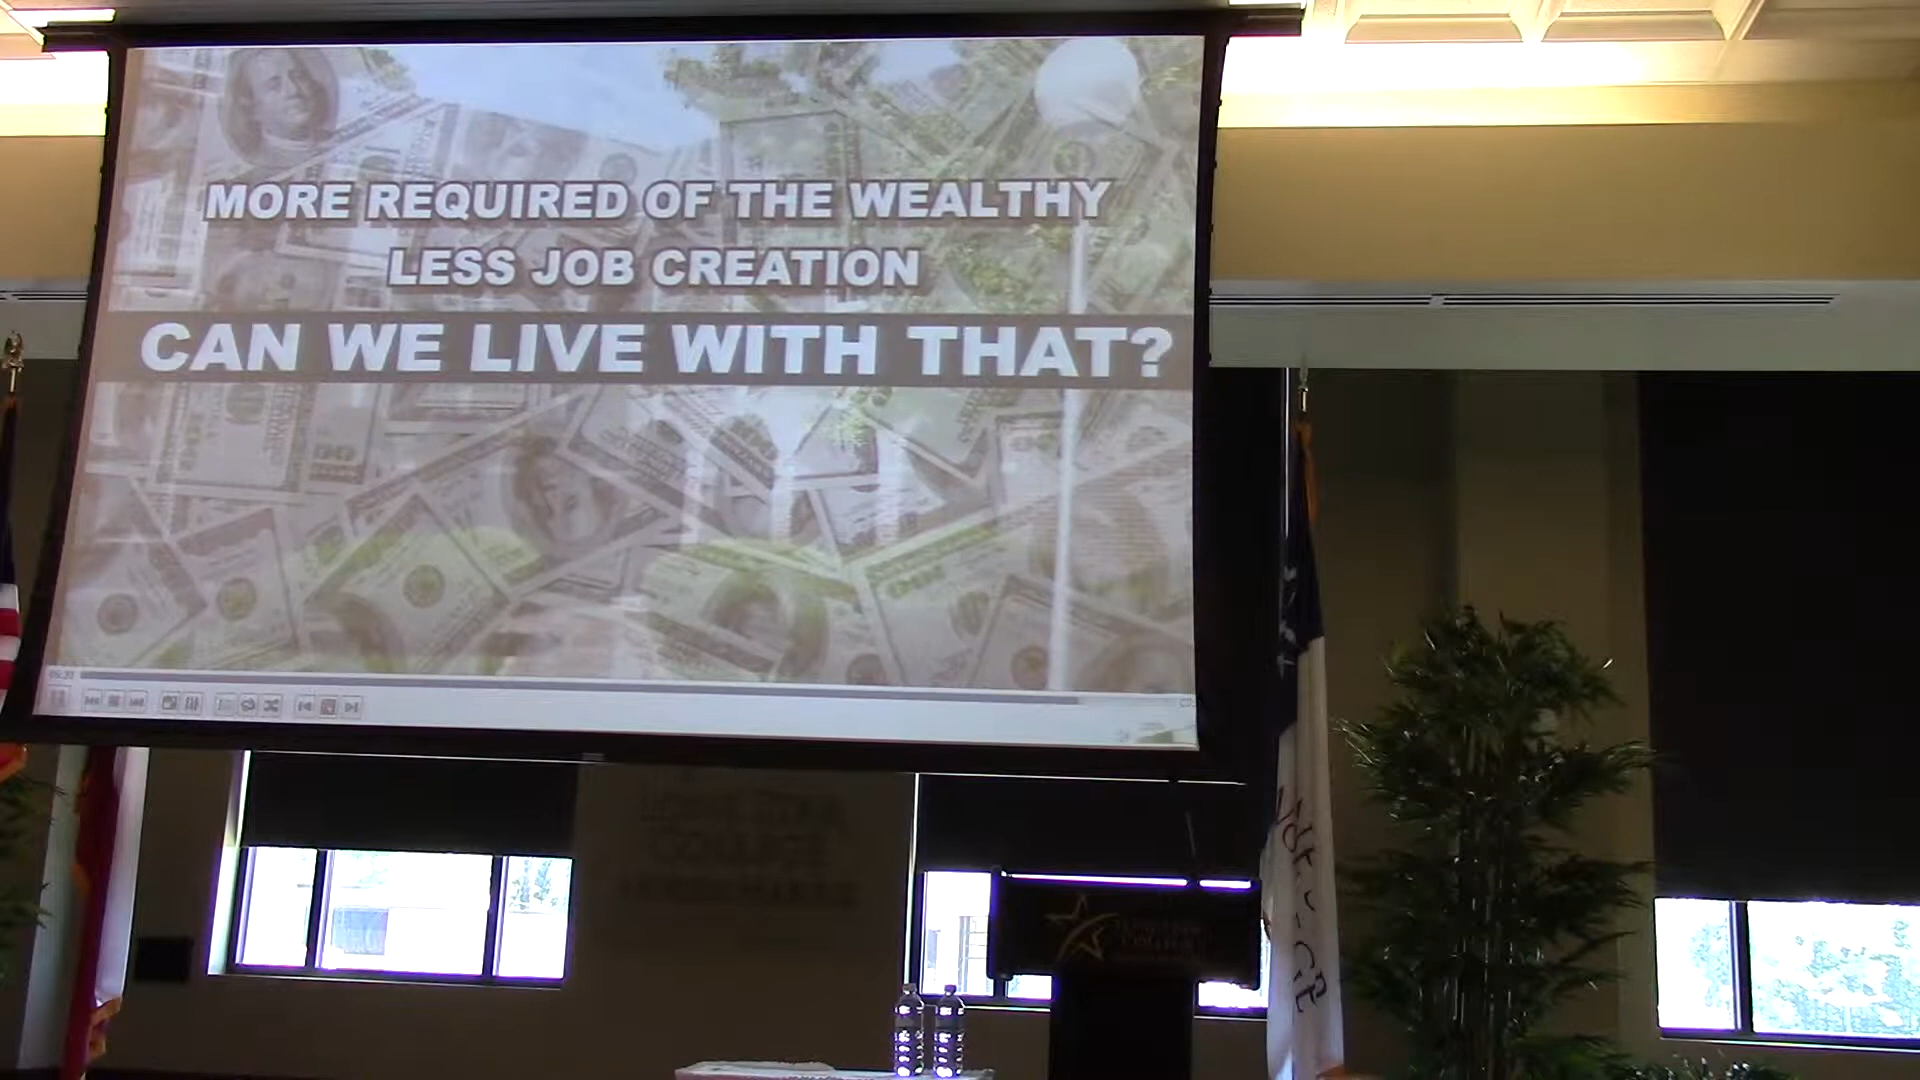 MORE REQUIRED OF THE WEALTHY
LESS JOB CREATION
CAN WE LIVE WITH THAT?